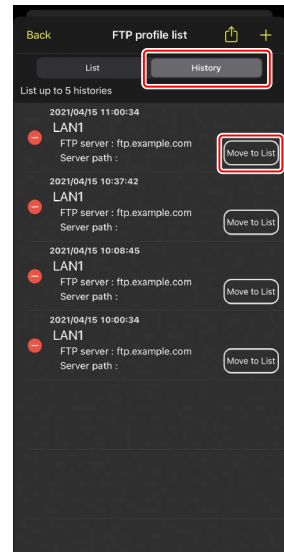 Back FTP profile list
List History
List up to 5 histories
2021/04/15 11:00:34
LAN1
FTP server : ftp.example.com
Server path :
Move to List
2021/04/15 10:37:42
LAN1
FTP server : ftp.example.com
Server path :
Move to List
2021/04/15 10:08:45
LAN1
FTP server : ftp.example.com
Server path :
Move to List
2021/04/15 10:00:34
LAN1
FTP server : ftp.example.com
Server path :
Move to List